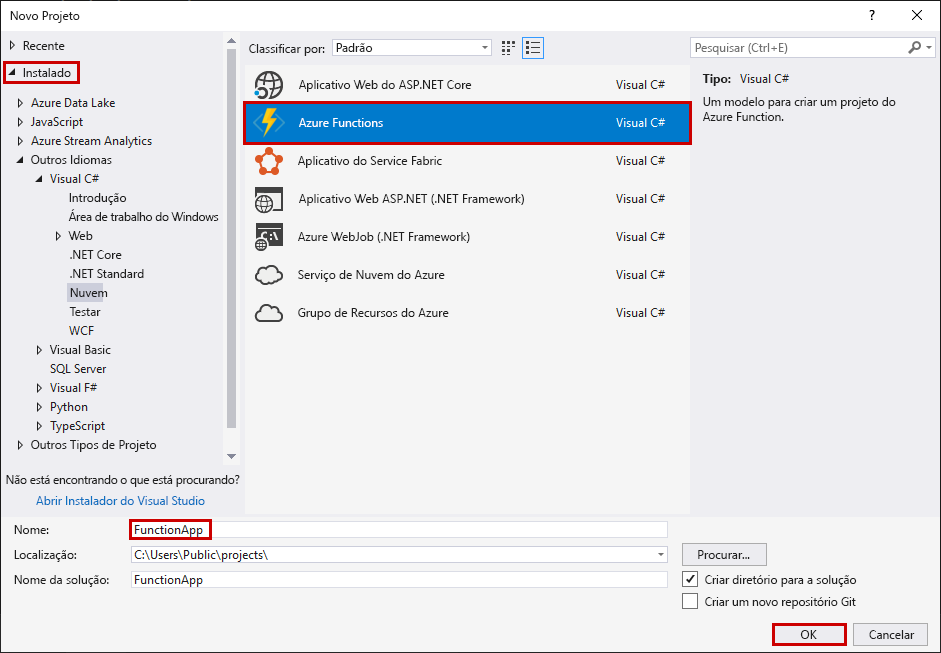 Novo Projeto
?
Recente
Instalado
Azure Data Lake
JavaScript
Azure Stream Analytics
Outros Idiomas
Visual C#
Introdução
Área de trabalho do Windows
Web
.NET Core
.NET Standard
Nuvem
Testar
WCF
Visual Basic
SQL Server
Visual F#
Python
TypeScript
Outros Tipos de Projeto
Não está encontrando o que está procurando?
Abrir Instalador do Visual Studio
Classificar por: Padrão
Aplicativo Web do ASP.NET Core Visual C#
Azure Functions Visual C#
Aplicativo do Service Fabric Visual C#
Aplicativo Web ASP.NET (.NET Framework) Visual C#
C:\
Azure WebJob (.NET Framework) Visual C#
Serviço de Nuvem do Azure Visual C#
Grupo de Recursos do Azure Visual C#
Pesquisar (Ctrl+E)
Tipo: Visual C#
Um modelo para criar um projeto do
Azure Function.
Nome: FunctionApp
Localização: C:\Users\Public\projects\
Procurar...
Nome da solução: FunctionApp
Criar diretório para a solução
Criar um novo repositório Git
OK
Cancelar